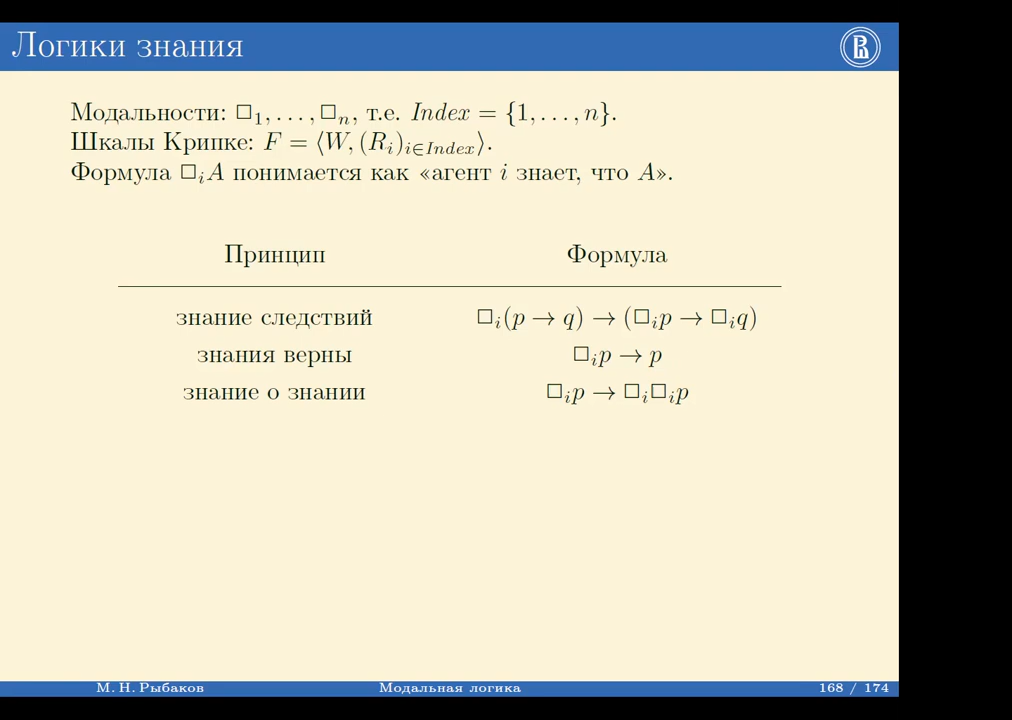 Логики знания
Модальности: □₁, . . . , □ₙ, т.е. Index = {1, . . . , n}.
Шкалы Крипке: F = ⟨W, (Rᵢ)ᵢ∈Index⟩.
Формула □ᵢA понимается как «агент i знает, что A».
Принцип Формула
знание следствий □ᵢ(p → q) → (□ᵢp → □ᵢq)
знания верны □ᵢp → p
знание о знании □ᵢp → □ᵢ□ᵢp
М. Н. Рыбаков Модальная логика 168 / 174